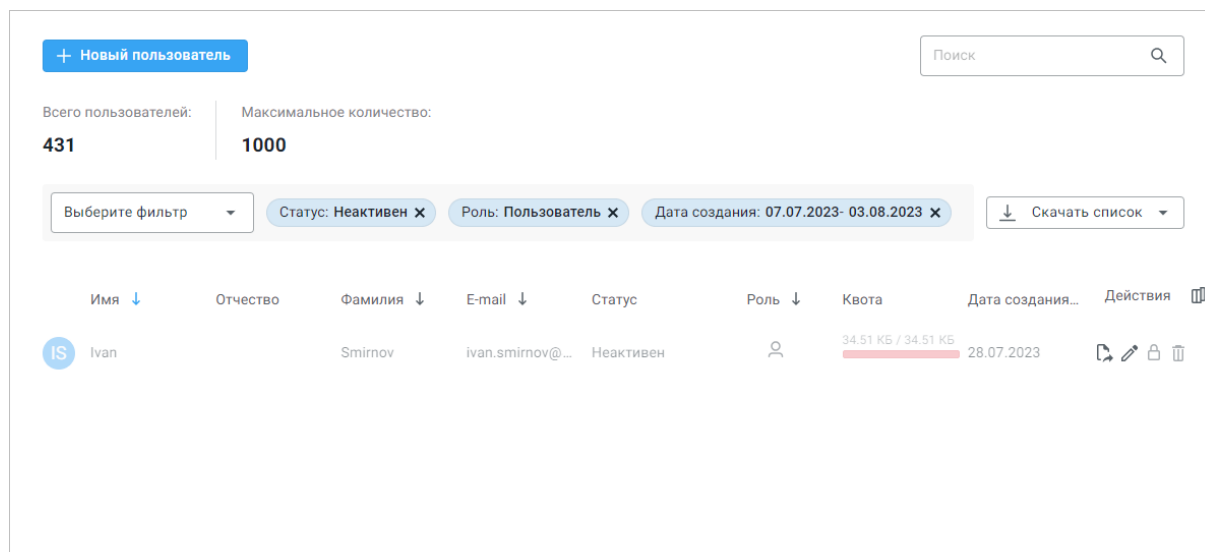 + Новый пользователь
Поиск
Всего пользователей:
Максимальное количество:
431
1000
Выберите фильтр
Статус: Неактивен ×
Роль: Пользователь ×
Дата создания: 07.07.2023- 03.08.2023 ×
Скачать список
Имя ↓ Отчество Фамилия ↓ E-mail ↓ Статус Роль ↓ Квота Дата создания... Действия
IS Ivan Smirnov ivan.smirnov@... Неактивен 34.51 КБ / 34.51 КБ 28.07.2023